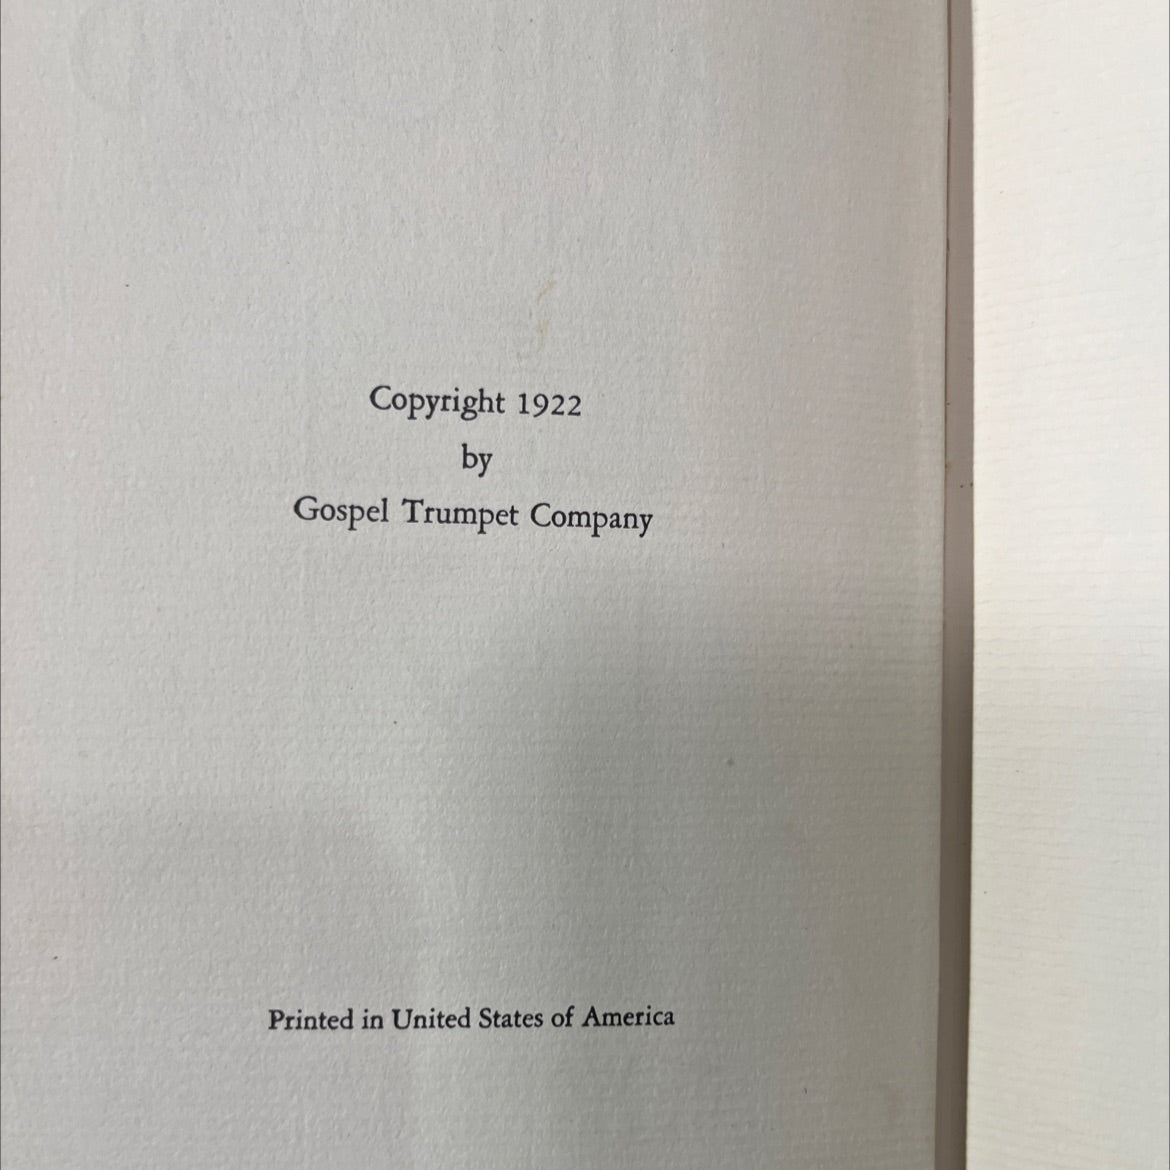 Copyright 1922
by
Gospel Trumpet Company
Printed in United States of America